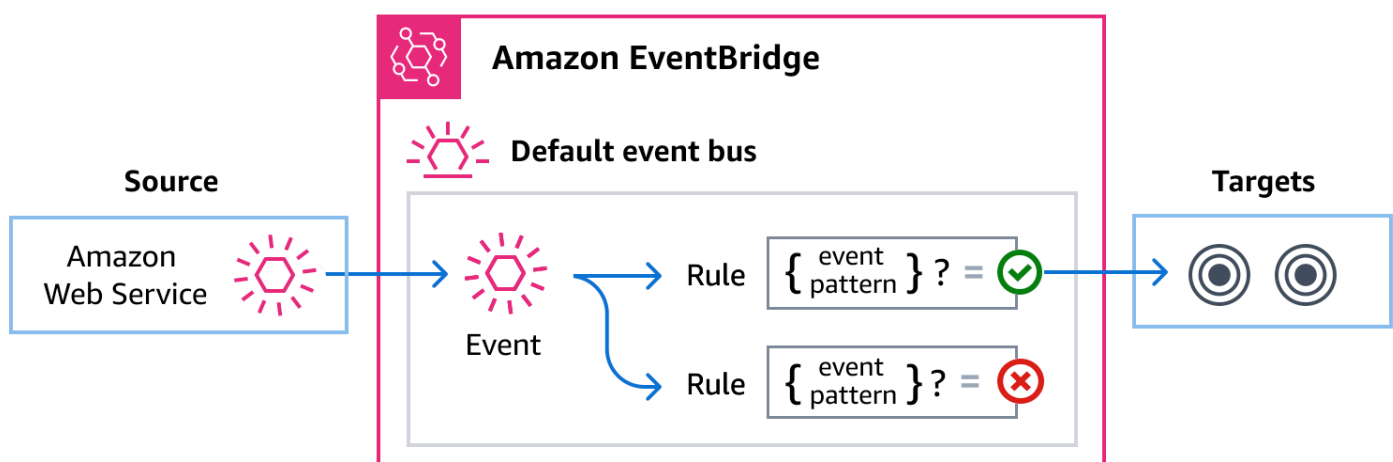 Amazon EventBridge
Default event bus
Source
Amazon
Web Service
Event
Rule
{ event
pattern } ? =
Rule
{ event
pattern } ? =
Targets